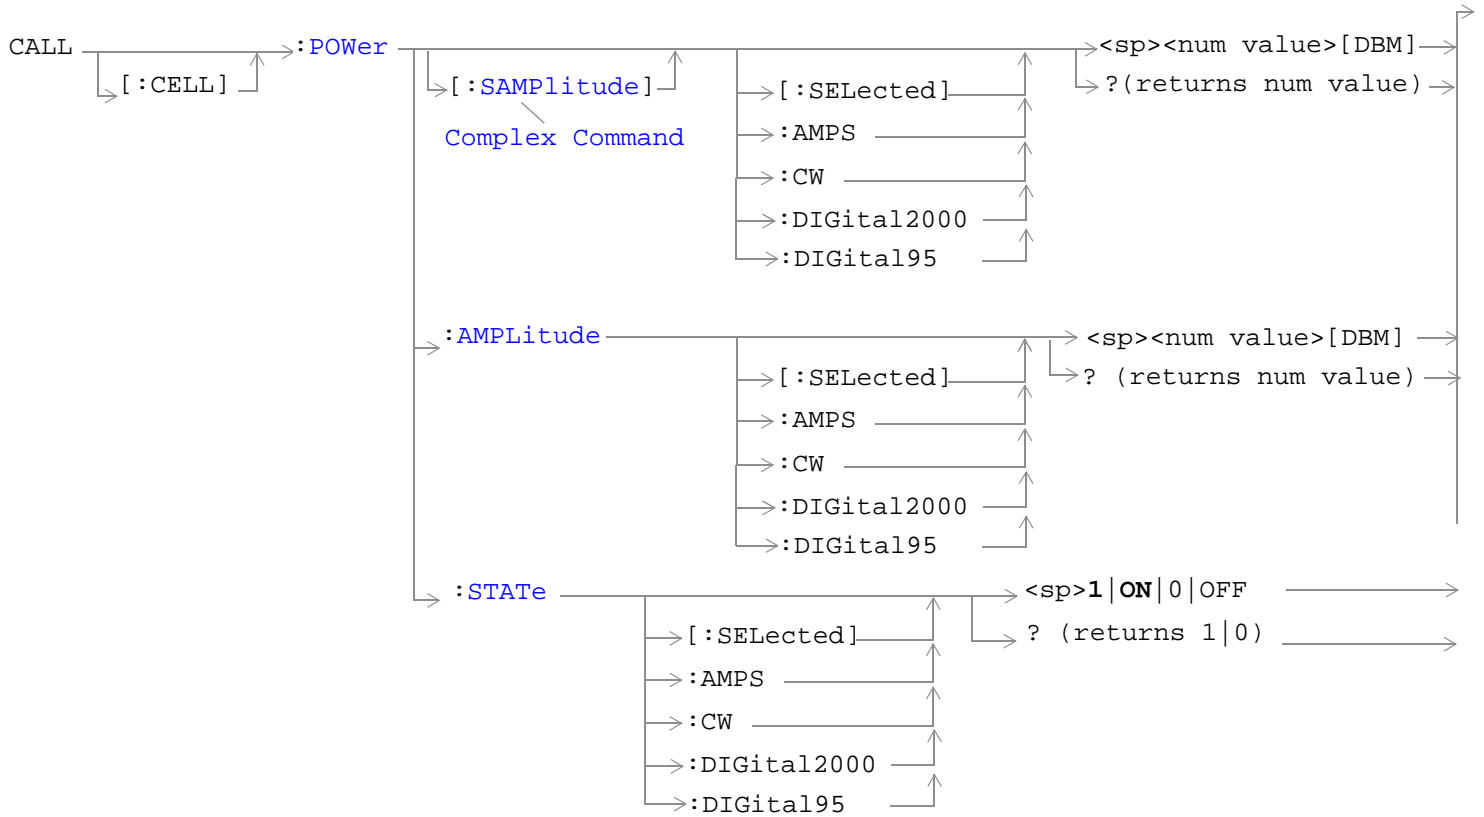 CALL :POWer <sp><num value>[DBM]
[:CELL] [:SAMPlitude] [:SELected] ?(returns num value)
Complex Command :AMPS
:CW
:DIGital2000
:DIGital95
:AMPLitude <sp><num value>[DBM]
[:SELected] ? (returns num value)
:AMPS
:CW
:DIGital2000
:DIGital95
:STATe <sp>1|ON|0|OFF
[:SELected] ? (returns 1|0)
:AMPS
:CW
:DIGital2000
:DIGital95